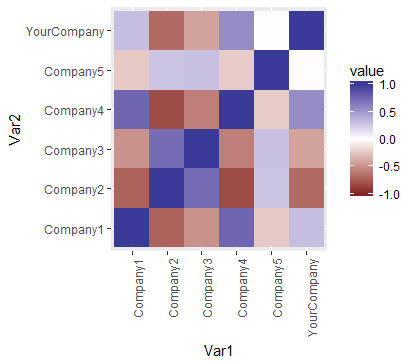 YourCompany
Company5
Company4
Company3
Company2
Company1
Var2
Company1
Company2
Company3
Company4
Company5
YourCompany
Var1
value
1.0
0.5
0.0
-0.5
-1.0